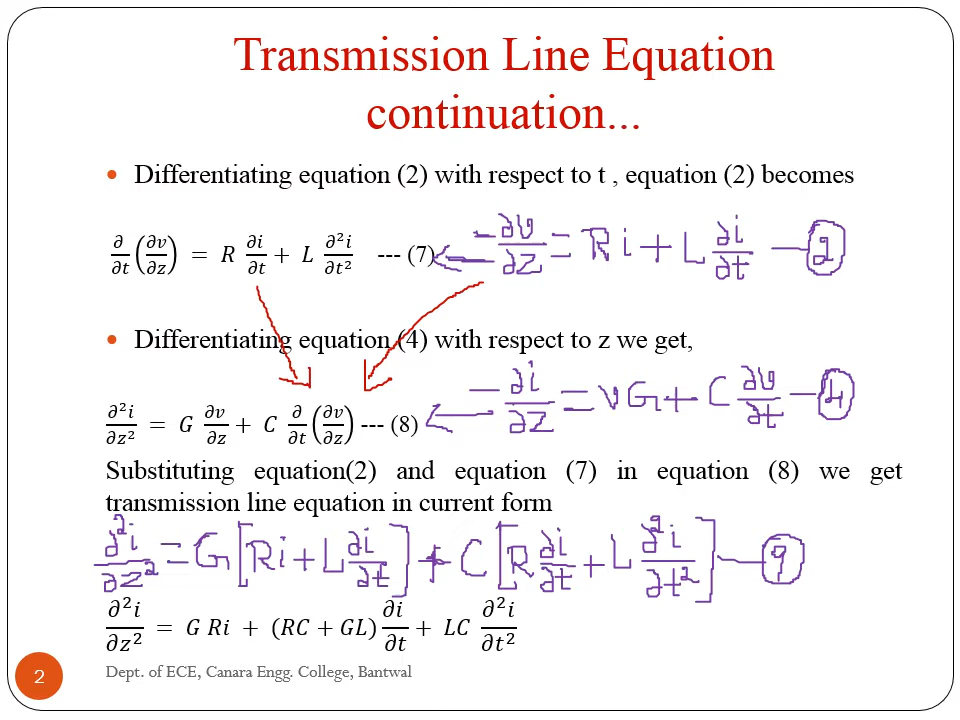 Transmission Line Equation
continuation...
• Differentiating equation (2) with respect to t , equation (2) becomes
∂/∂t (∂v/∂z) = R ∂i/∂t + L ∂²i/∂t² --- (7)
− ∂v/∂z = Ri + L ∂i/∂t − 2
• Differentiating equation (4) with respect to z we get,
∂²i/∂z² = G ∂v/∂z + C ∂/∂t (∂v/∂z) --- (8)
− ∂i/∂z = vG + C ∂v/∂t − 4
Substituting equation(2) and equation (7) in equation (8) we get
transmission line equation in current form
∂²i/∂z² = G[Ri + L ∂i/∂t] + C[R ∂i/∂t + L ∂²i/∂t²] − 9
∂²i/∂z² = G Ri + (RC + GL) ∂i/∂t + LC ∂²i/∂t²
2
Dept. of ECE, Canara Engg. College, Bantwal